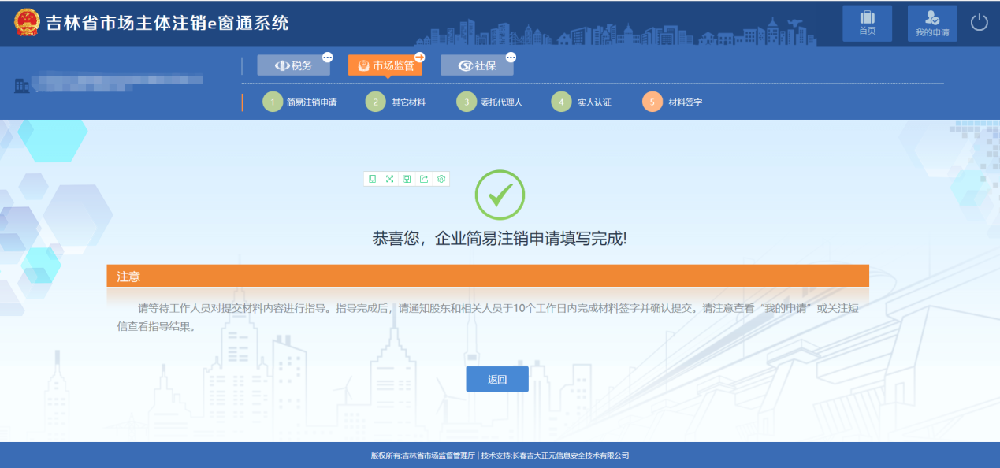 吉林省市场主体注销e窗通系统
首页
我的申请
税务
市场监管
社保
1 简易注销申请
2 其它材料
3 委托代理人
4 实人认证
5 材料签字
恭喜您，企业简易注销申请填写完成!
注意
请等待工作人员对提交材料内容进行指导。指导完成后，请通知股东和相关人员于10个工作日内完成材料签字并确认提交。请注意查看“我的申请”或关注短
信查看指导结果。
返回
版权所有:吉林省市场监督管理厅 | 技术支持:长春吉大正元信息安全技术有限公司